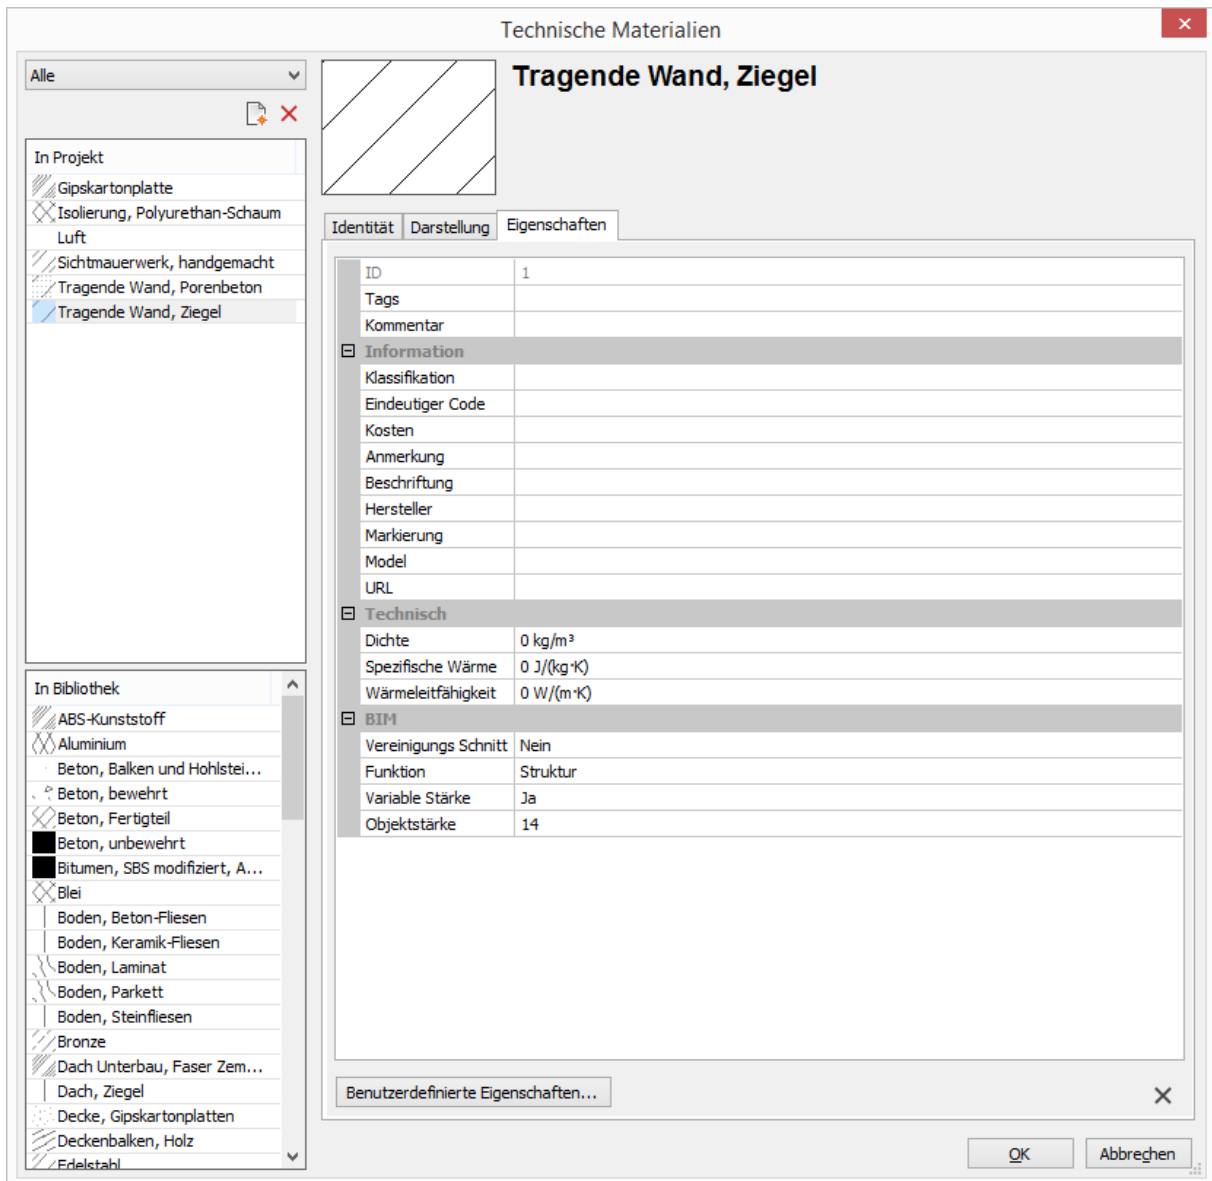 Technische Materialien
Alle
In Projekt
Gipskartonplatte
Isolierung, Polyurethan-Schaum
Luft
Sichtmauerwerk, handgemacht
Tragende Wand, Porenbeton
Tragende Wand, Ziegel
In Bibliothek
ABS-Kunststoff
Aluminium
Beton, Balken und Hohlstei...
Beton, bewehrt
Beton, Fertigteil
Beton, unbewehrt
Bitumen, SBS modifiziert, A...
Blei
Boden, Beton-Fliesen
Boden, Keramik-Fliesen
Boden, Laminat
Boden, Parkett
Boden, Steinfliesen
Bronze
Dach Unterbau, Faser Zem...
Dach, Ziegel
Decke, Gipskartonplatten
Deckenbalken, Holz
Edelstahl
Tragende Wand, Ziegel
Identität Darstellung Eigenschaften
ID 1
Tags
Kommentar
Information
Klassifikation
Eindeutiger Code
Kosten
Anmerkung
Beschriftung
Hersteller
Markierung
Model
URL
Technisch
Dichte 0 kg/m³
Spezifische Wärme 0 J/(kg·K)
Wärmeleitfähigkeit 0 W/(m·K)
BIM
Vereinigungs Schnitt Nein
Funktion Struktur
Variable Stärke Ja
Objektstärke 14
Benutzerdefinierte Eigenschaften...
OK Abbrechen